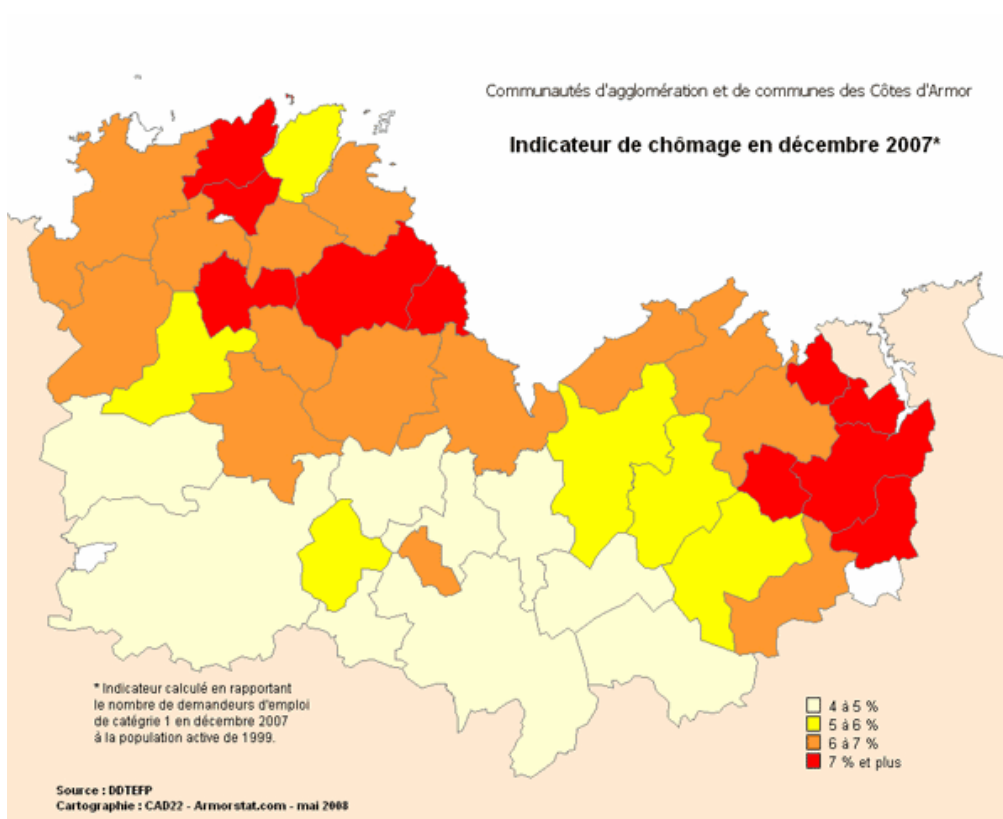 Communautés d'agglomération et de communes des Côtes d'Armor
Indicateur de chômage en décembre 2007*
* Indicateur calculé en rapportant
le nombre de demandeurs d'emploi
de catégrie 1 en décembre 2007
à la population active de 1999.
4 à 5 %
5 à 6 %
6 à 7 %
7 % et plus
Source : DDTEFP
Cartographie : CAD22 - Armorstat.com - mai 2008